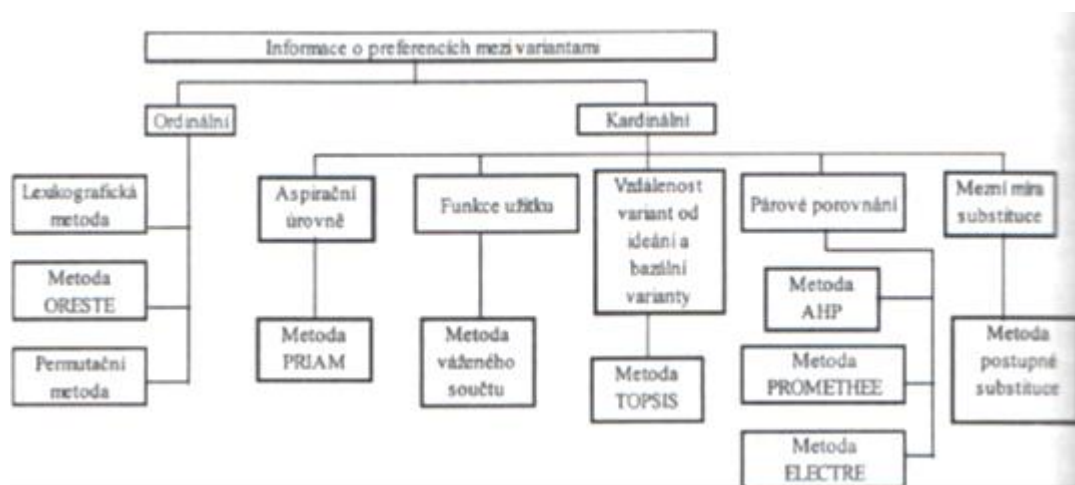 Informace o preferencích mezi variantami
Ordinální
Kardinální
Lexikografická
metoda
Metoda
ORESTE
Permutační
metoda
Aspirační
úrovně
Metoda
PRIAM
Funkce užitku
Metoda
váženého
součtu
Vzdálenost
variant od
ideání a
bazální
varianty
Metoda
TOPSIS
Párové porovnání
Metoda
AHP
Metoda
PROMETHEE
Metoda
ELECTRE
Mezní míra
substituce
Metoda
postupné
substituce